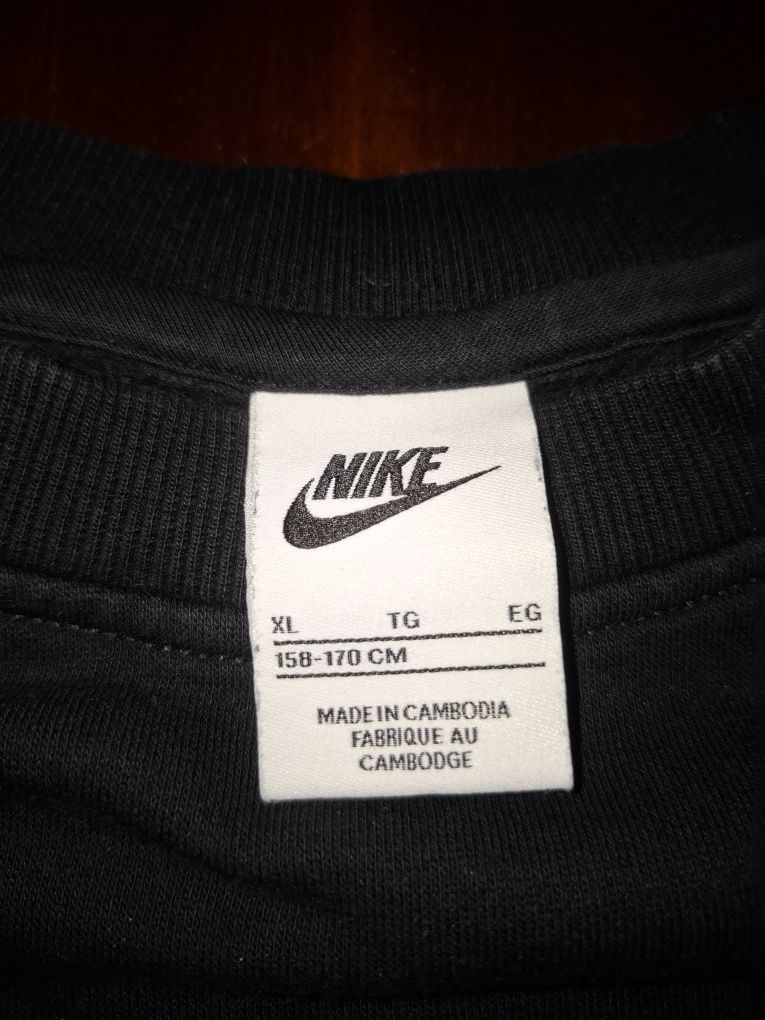 NIKE
XL TG EG
158-170 CM
MADE IN CAMBODIA
FABRIQUE AU
CAMBODGE